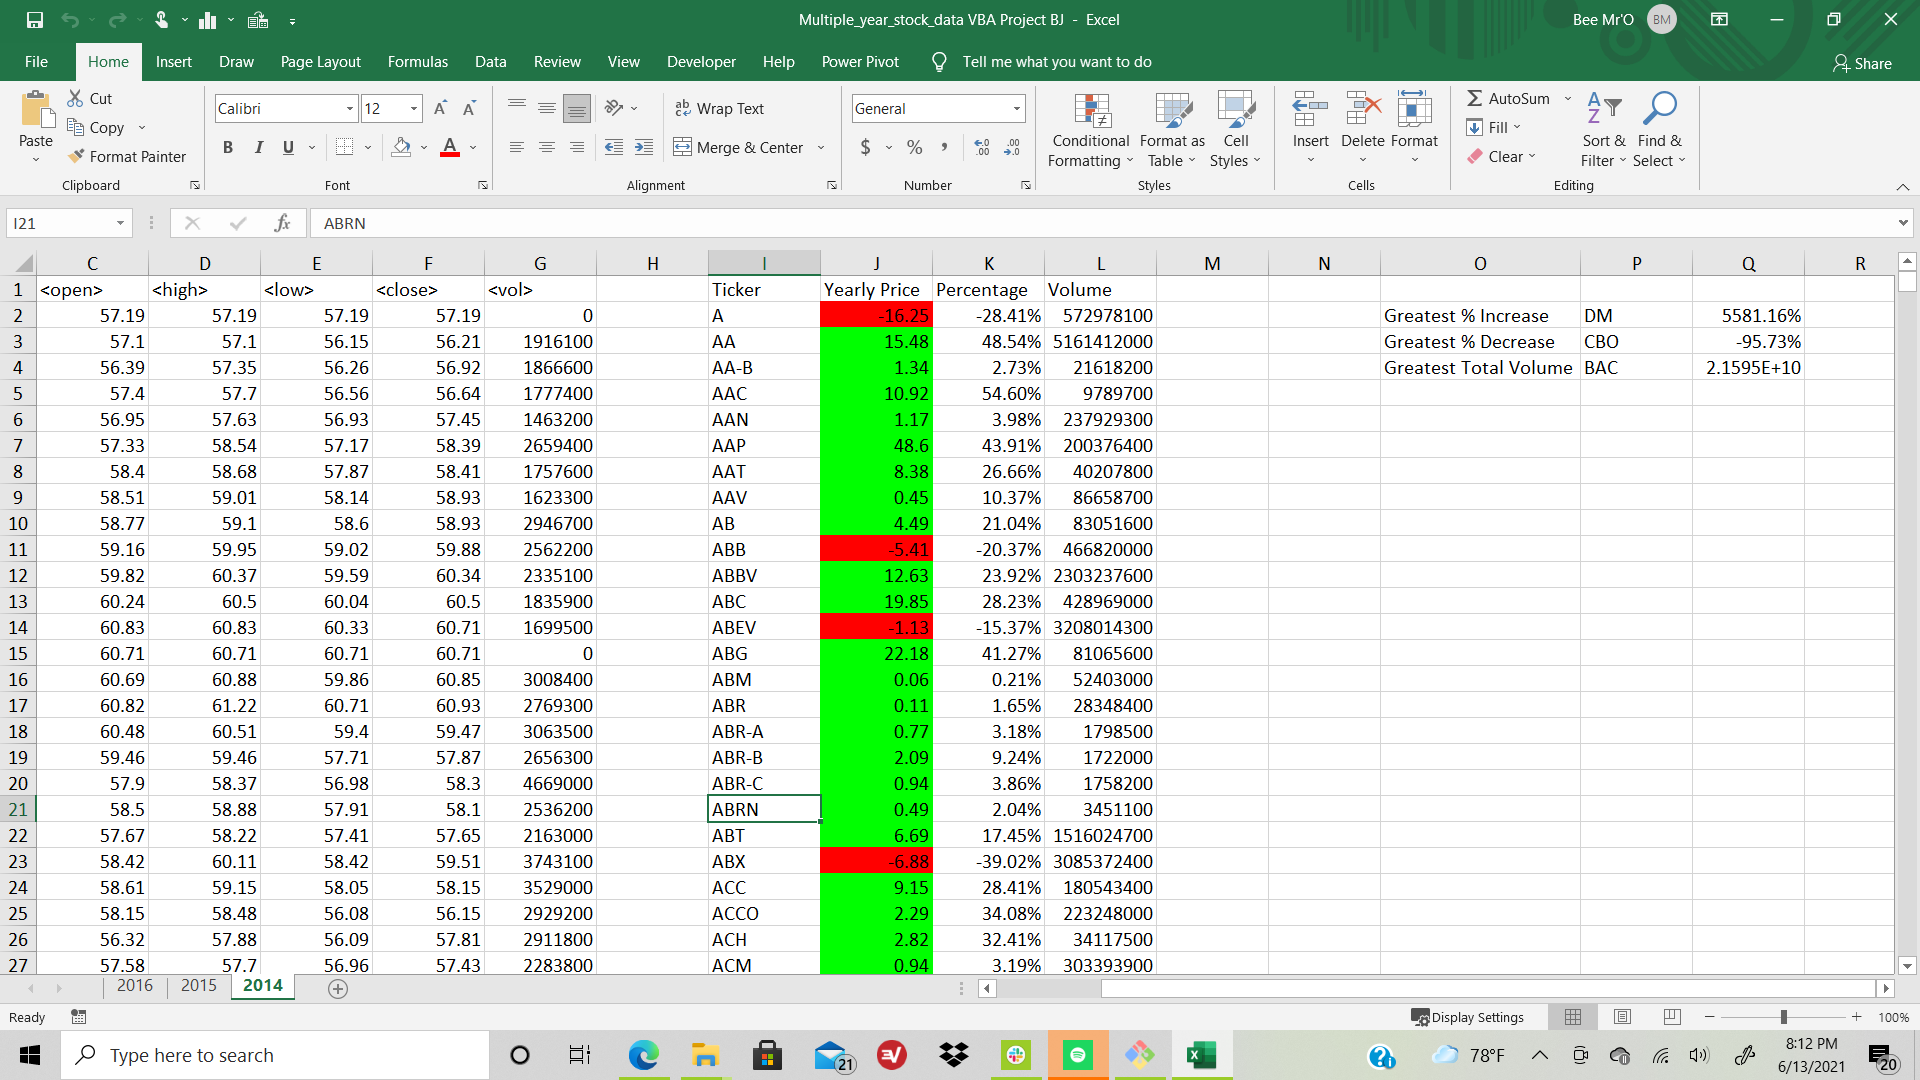 Multiple_year_stock_data VBA Project BJ - Excel
Bee Mr'O BM
File Home Insert Draw Page Layout Formulas Data Review View Developer Help Power Pivot Tell me what you want to do Share
Cut
Copy
Format Painter
Paste
Clipboard
Calibri 12
B I U
Font
Wrap Text
Merge & Center
Alignment
General
$ % ,
Number
Conditional Formatting
Format as Table
Cell Styles
Styles
Insert Delete Format
Cells
AutoSum
Fill
Clear
Sort & Filter
Find & Select
Editing
I21 fx ABRN
C D E F G H I J K L M N O P Q R
1 <open> <high> <low> <close> <vol> Ticker Yearly Price Percentage Volume
2 57.19 57.19 57.19 57.19 0 A -16.25 -28.41% 572978100 Greatest % Increase DM 5581.16%
3 57.1 57.1 56.15 56.21 1916100 AA 15.48 48.54% 5161412000 Greatest % Decrease CBO -95.73%
4 56.39 57.35 56.26 56.92 1866600 AA-B 1.34 2.73% 21618200 Greatest Total Volume BAC 2.1595E+10
5 57.4 57.7 56.56 56.64 1777400 AAC 10.92 54.60% 9789700
6 56.95 57.63 56.93 57.45 1463200 AAN 1.17 3.98% 237929300
7 57.33 58.54 57.17 58.39 2659400 AAP 48.6 43.91% 200376400
8 58.4 58.68 57.87 58.41 1757600 AAT 8.38 26.66% 40207800
9 58.51 59.01 58.14 58.93 1623300 AAV 0.45 10.37% 86658700
10 58.77 59.1 58.6 58.93 2946700 AB 4.49 21.04% 83051600
11 59.16 59.95 59.02 59.88 2562200 ABB -5.41 -20.37% 466820000
12 59.82 60.37 59.59 60.34 2335100 ABBV 12.63 23.92% 2303237600
13 60.24 60.5 60.04 60.5 1835900 ABC 19.85 28.23% 428969000
14 60.83 60.83 60.33 60.71 1699500 ABEV -1.13 -15.37% 3208014300
15 60.71 60.71 60.71 60.71 0 ABG 22.18 41.27% 81065600
16 60.69 60.88 59.86 60.85 3008400 ABM 0.06 0.21% 52403000
17 60.82 61.22 60.71 60.93 2769300 ABR 0.11 1.65% 28348400
18 60.48 60.51 59.4 59.47 3063500 ABR-A 0.77 3.18% 1798500
19 59.46 59.46 57.71 57.87 2656300 ABR-B 2.09 9.24% 1722000
20 57.9 58.37 56.98 58.3 4669000 ABR-C 0.94 3.86% 1758200
21 58.5 58.88 57.91 58.1 2536200 ABRN 0.49 2.04% 3451100
22 57.67 58.22 57.41 57.65 2163000 ABT 6.69 17.45% 1516024700
23 58.42 60.11 58.42 59.51 3743100 ABX -6.88 -39.02% 3085372400
24 58.61 59.15 58.05 58.15 3529000 ACC 9.15 28.41% 180543400
25 58.15 58.48 56.08 56.15 2929200 ACCO 2.29 34.08% 223248000
26 56.32 57.88 56.09 57.81 2911800 ACH 2.82 32.41% 34117500
27 57.58 57.7 56.96 57.43 2283800 ACM 0.94 3.19% 303393900
2016 2015 2014
Ready Display Settings 100%
Type here to search 21 78°F 8:12 PM
6/13/2021 20